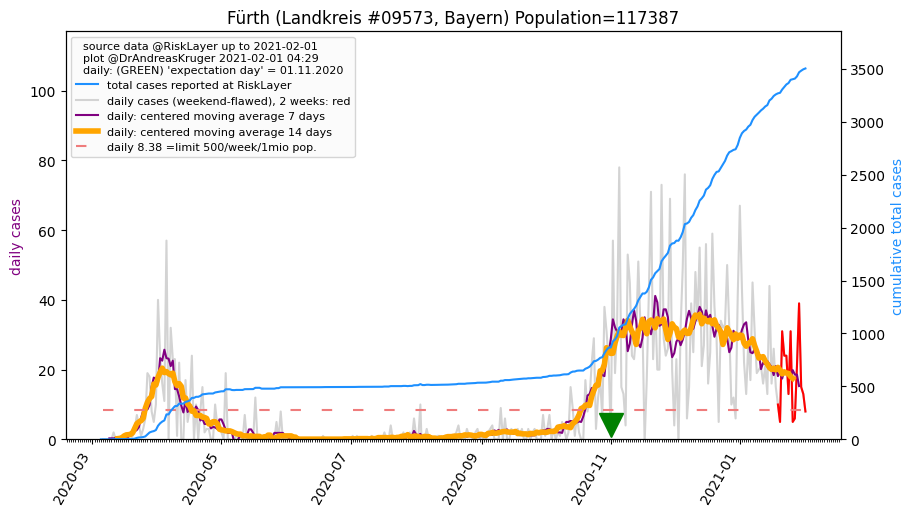 Fürth (Landkreis #09573, Bayern) Population=117387
source data @RiskLayer up to 2021-02-01
plot @DrAndreasKruger 2021-02-01 04:29
daily: (GREEN) 'expectation day' = 01.11.2020
total cases reported at RiskLayer
daily cases (weekend-flawed), 2 weeks: red
daily: centered moving average 7 days
daily: centered moving average 14 days
daily 8.38 =limit 500/week/1mio pop.
daily cases
100
80
60
40
20
0
cumulative total cases
3500
3000
2500
2000
1500
1000
500
0
2020-03
2020-05
2020-07
2020-09
2020-11
2021-01